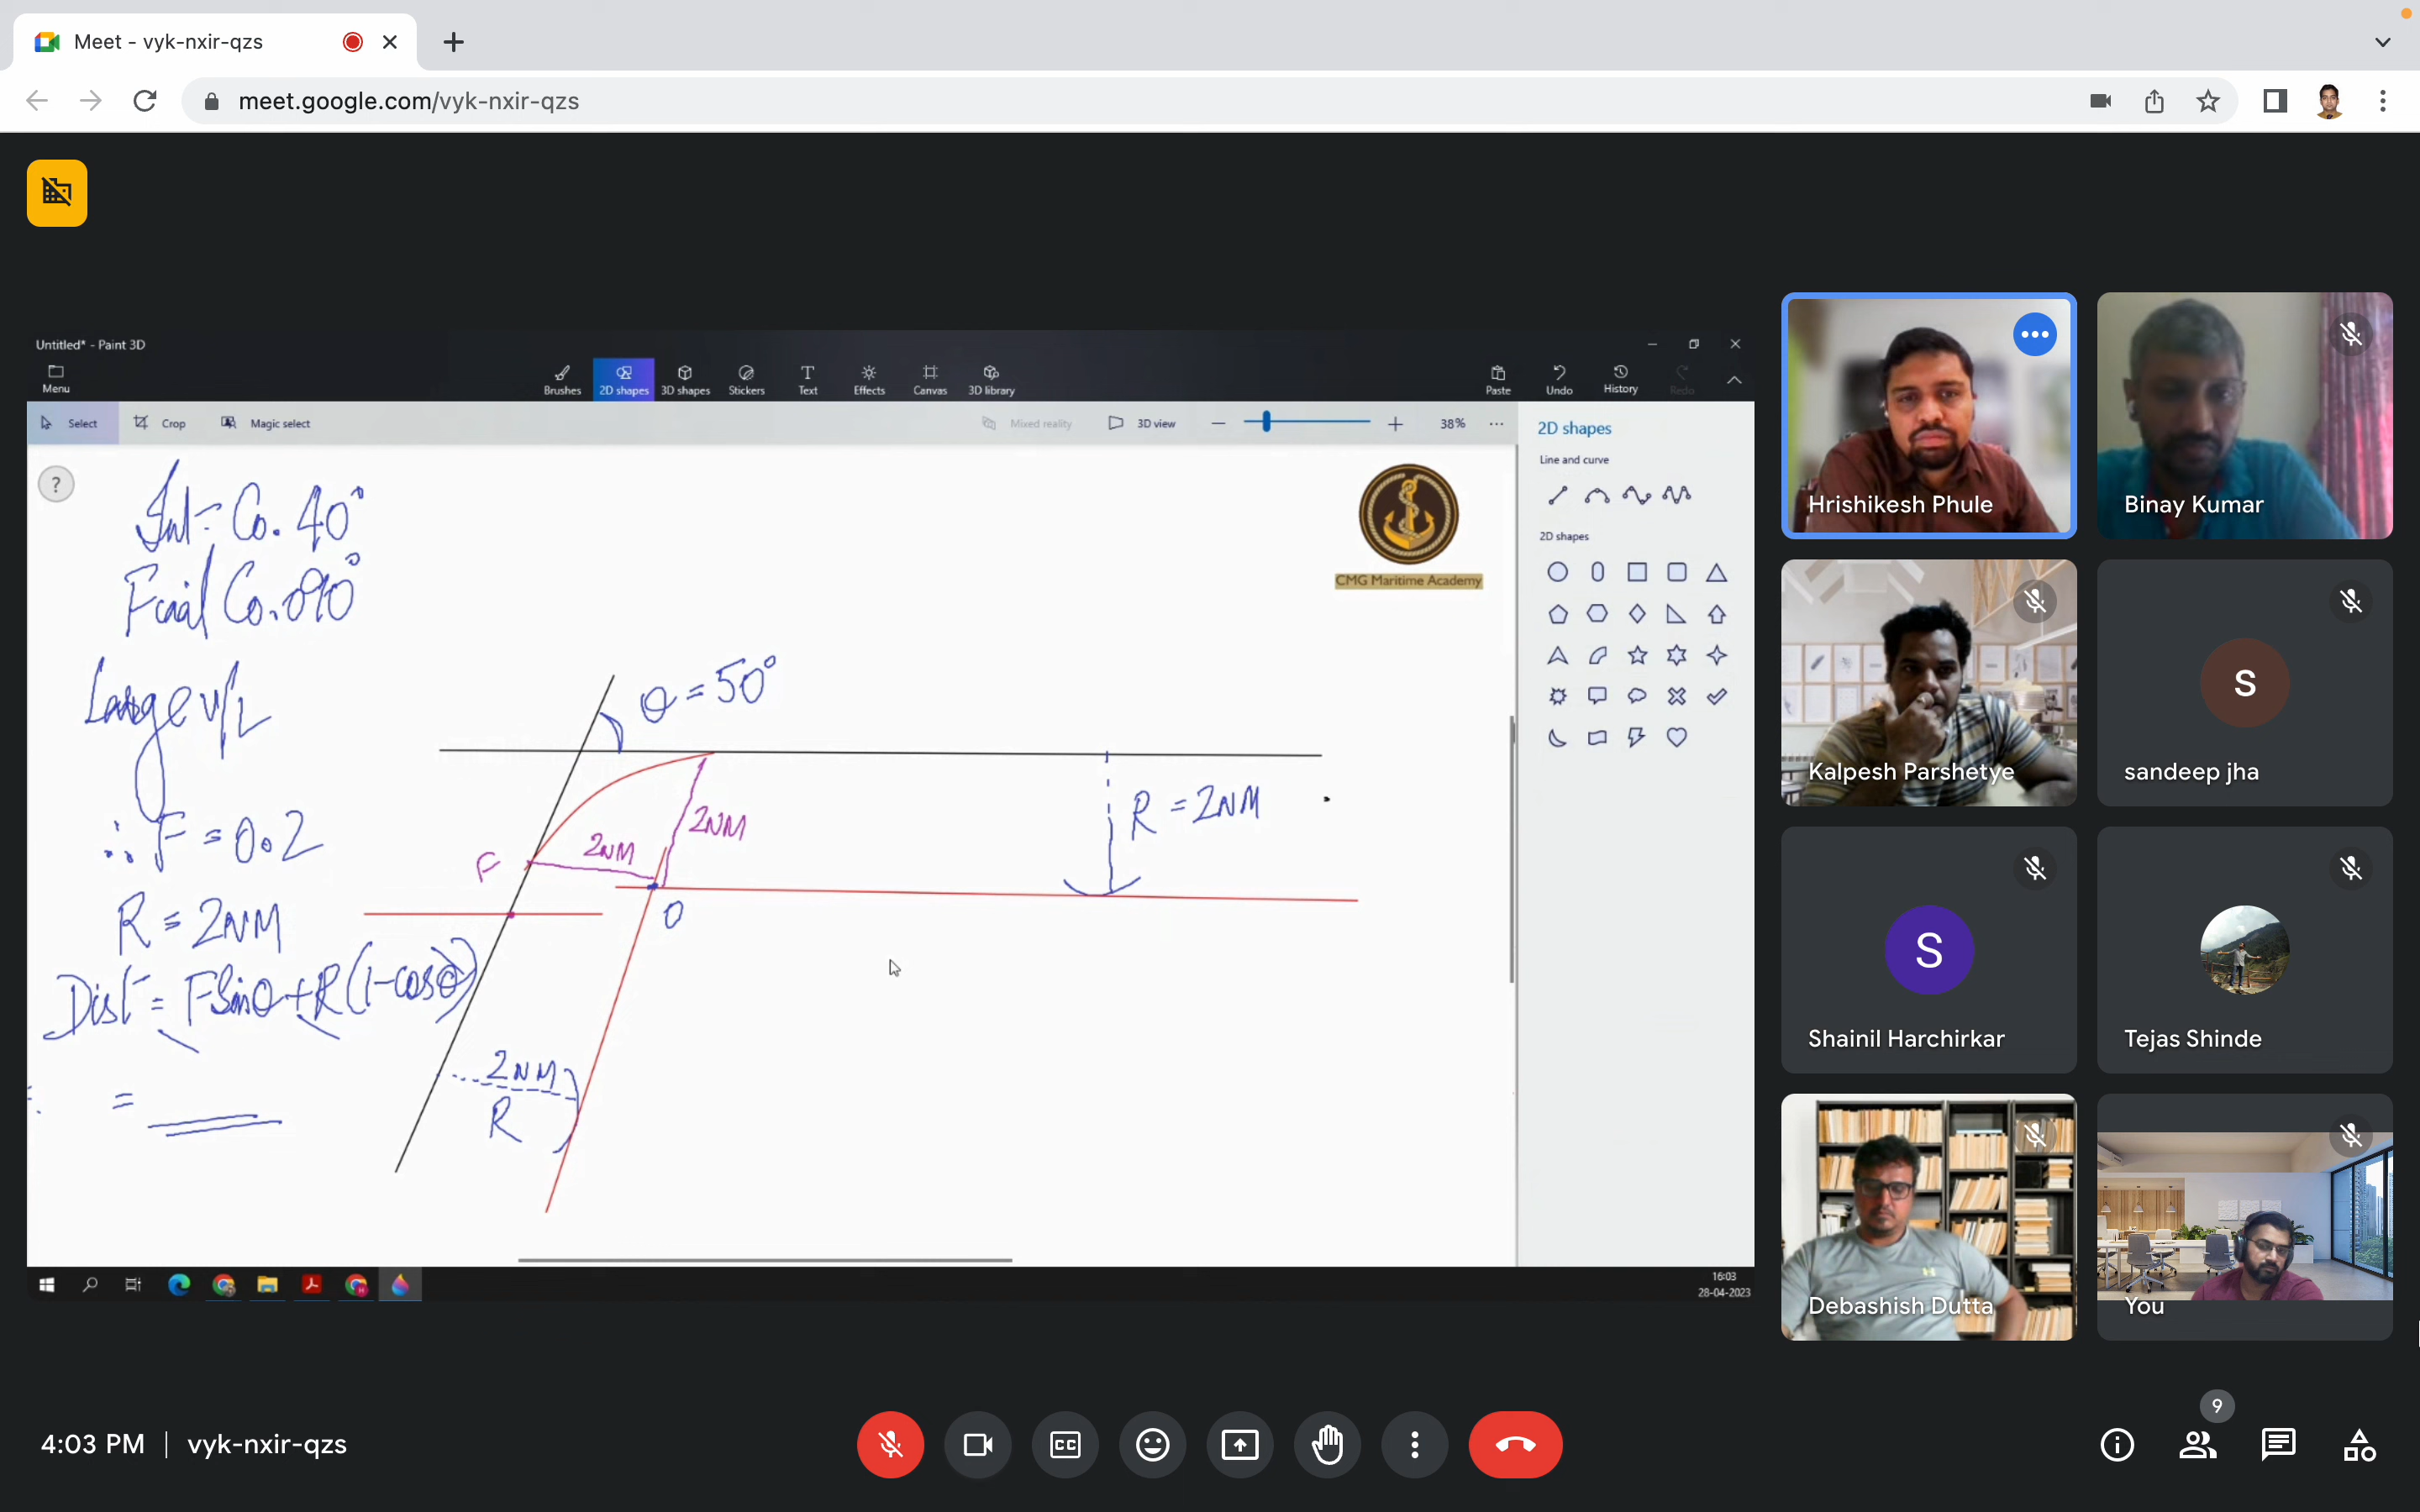 Meet - vyk-nxir-qzs
meet.google.com/vyk-nxir-qzs
Untitled* - Paint 3D
Menu
Brushes
2D shapes
3D shapes
Stickers
Text
Effects
Canvas
3D library
Paste
Undo
History
Redo
Select
Crop
Magic select
Mixed reality
3D view
38%
2D shapes
Line and curve
2D shapes
?
Co. 40°
Co. 090°
Large v/l
∴ F = 0.2
R = 2NM
Dist = F Sinθ + R(1-cosθ)
=
θ = 50°
R = 2NM
2NM
2NM
F
O
2NM
R
CMG Maritime Academy
16:03
28-04-2023
Hrishikesh Phule
Binay Kumar
Kalpesh Parshetye
S
sandeep jha
S
Shainil Harchirkar
Tejas Shinde
Debashish Dutta
You
4:03 PM | vyk-nxir-qzs
CC
9